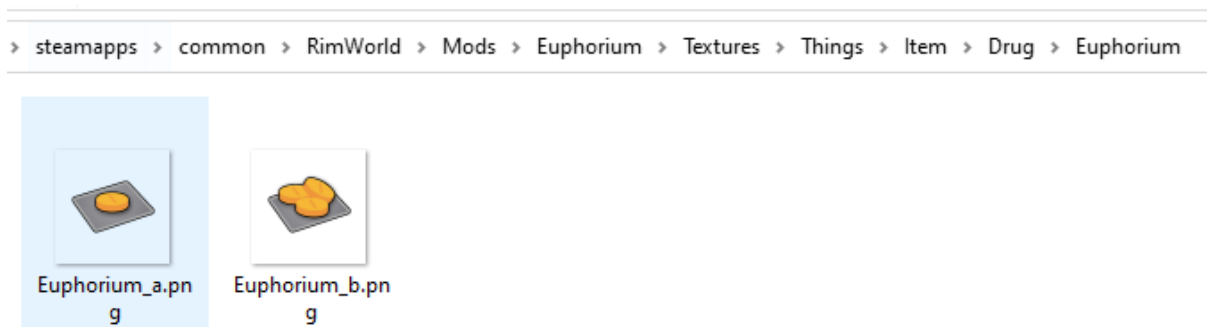 > steamapps > common > RimWorld > Mods > Euphorium > Textures > Things > Item > Drug > Euphorium
Euphorium_a.pn
g
Euphorium_b.pn
g